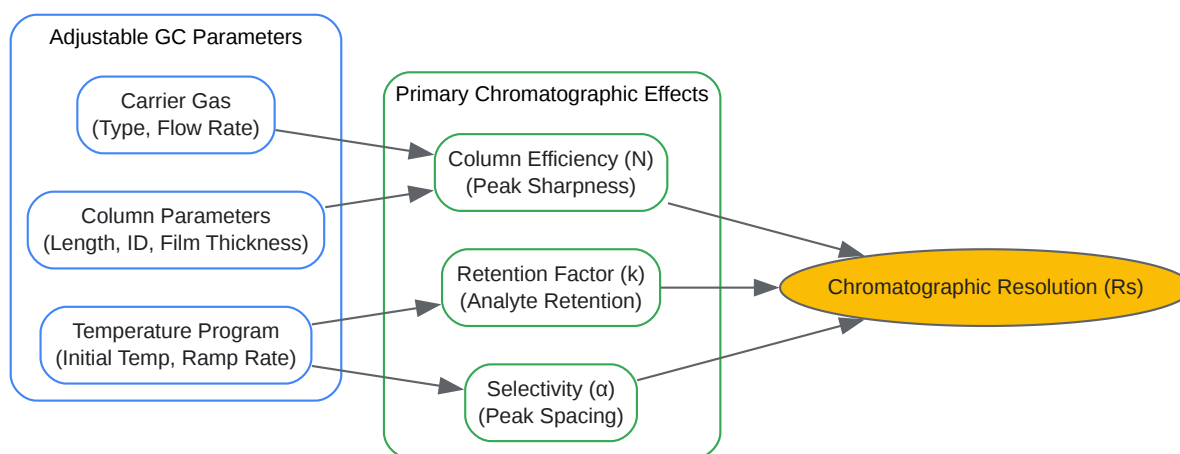 Adjustable GC Parameters
Carrier Gas
(Type, Flow Rate)
Column Parameters
(Length, ID, Film Thickness)
Temperature Program
(Initial Temp, Ramp Rate)
Primary Chromatographic Effects
Column Efficiency (N)
(Peak Sharpness)
Retention Factor (k)
(Analyte Retention)
Selectivity (α)
(Peak Spacing)
Chromatographic Resolution (Rs)